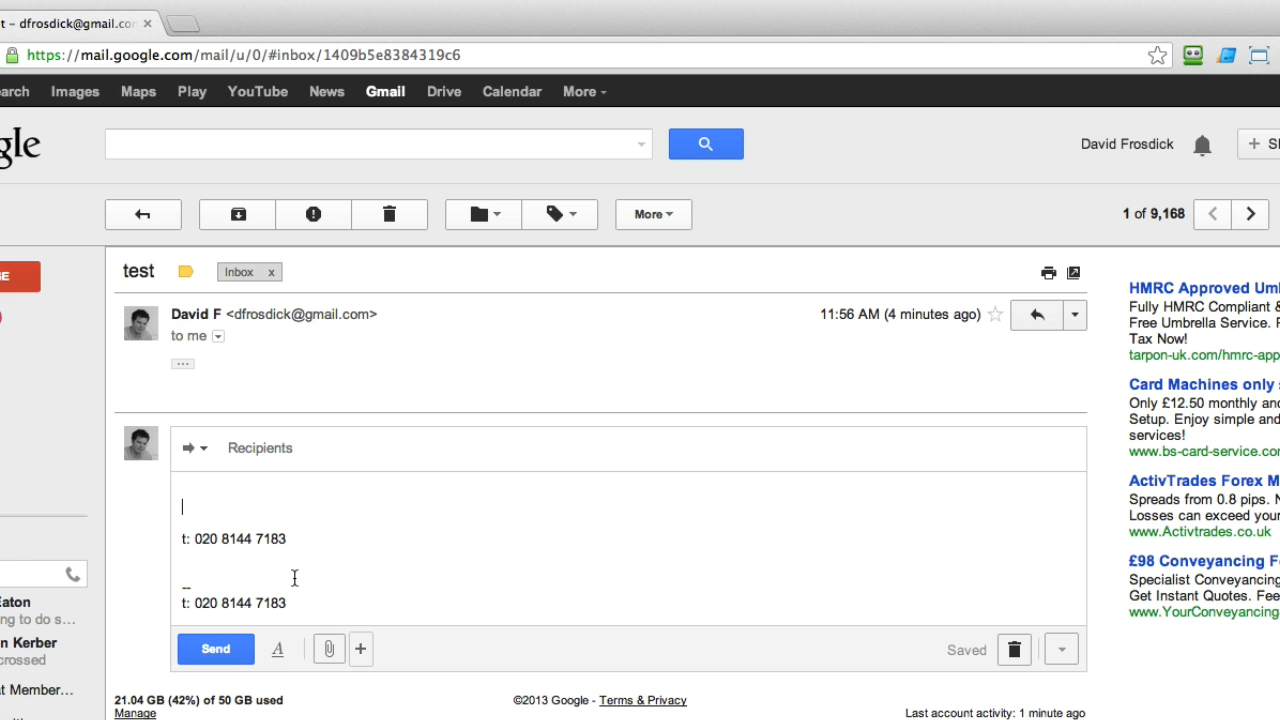 t – dfrosdick@gmail.co ×
https://mail.google.com/mail/u/0/#inbox/1409b5e8384319c6
arch Images Maps Play YouTube News Gmail Drive Calendar More
gle
David Frosdick
+ S
More
1 of 9,168
E
test Inbox x
David F <dfrosdick@gmail.com>
11:56 AM (4 minutes ago)
to me
...
Recipients
t: 020 8144 7183
--
t: 020 8144 7183
Send A +
Saved
21.04 GB (42%) of 50 GB used
Manage
©2013 Google - Terms & Privacy
Last account activity: 1 minute ago
Eaton
ng to do s...
n Kerber
crossed
at Member...
HMRC Approved Um
Fully HMRC Compliant &
Free Umbrella Service. F
Tax Now!
tarpon-uk.com/hmrc-app
Card Machines only
Only £12.50 monthly and
Setup. Enjoy simple and
services!
www.bs-card-service.co
ActivTrades Forex M
Spreads from 0.8 pips. N
Losses can exceed your
www.Activtrades.co.uk
£98 Conveyancing F
Specialist Conveyancing
Get Instant Quotes. Fee
www.YourConveyancing